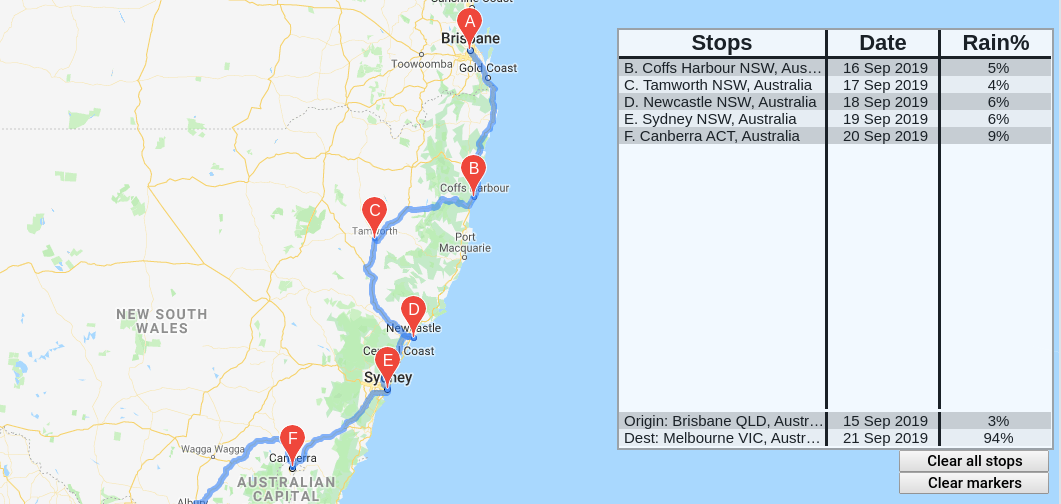 Sunshine Coast
A
Brisbane
Toowoomba
Gold Coast
B
Coffs Harbour
C
Tamworth
Port
Macquarie
D
NEW SOUTH
WALES
Newcastle
Central Coast
E
Sydney
F
Wagga Wagga
Canberra
AUSTRALIAN
CAPITAL
Albury
Stops Date Rain%
B. Coffs Harbour NSW, Aus… 16 Sep 2019 5%
C. Tamworth NSW, Australia 17 Sep 2019 4%
D. Newcastle NSW, Australia 18 Sep 2019 6%
E. Sydney NSW, Australia 19 Sep 2019 6%
F. Canberra ACT, Australia 20 Sep 2019 9%
Origin: Brisbane QLD, Austr… 15 Sep 2019 3%
Dest: Melbourne VIC, Austr… 21 Sep 2019 94%
Clear all stops
Clear markers